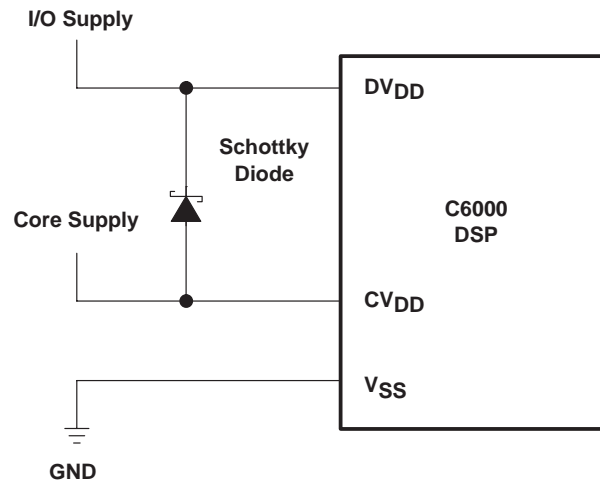 I/O Supply
DVDD
Schottky
Diode
C6000
DSP
Core Supply
CVDD
VSS
GND